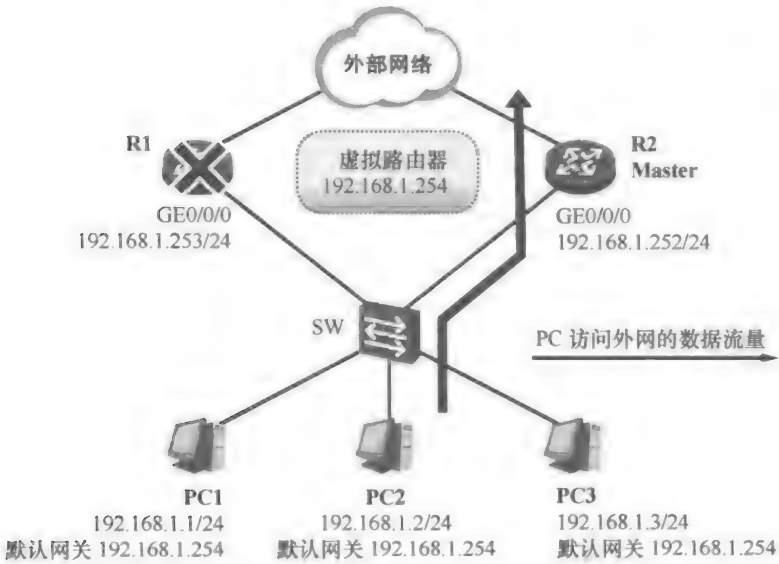 外部网络
R1
虚拟路由器
192.168.1.254
R2
Master
GE0/0/0
192.168.1.253/24
GE0/0/0
192.168.1.252/24
SW
PC 访问外网的数据流量
PC1
192.168.1.1/24
默认网关 192.168.1.254
PC2
192.168.1.2/24
默认网关 192.168.1.254
PC3
192.168.1.3/24
默认网关 192.168.1.254